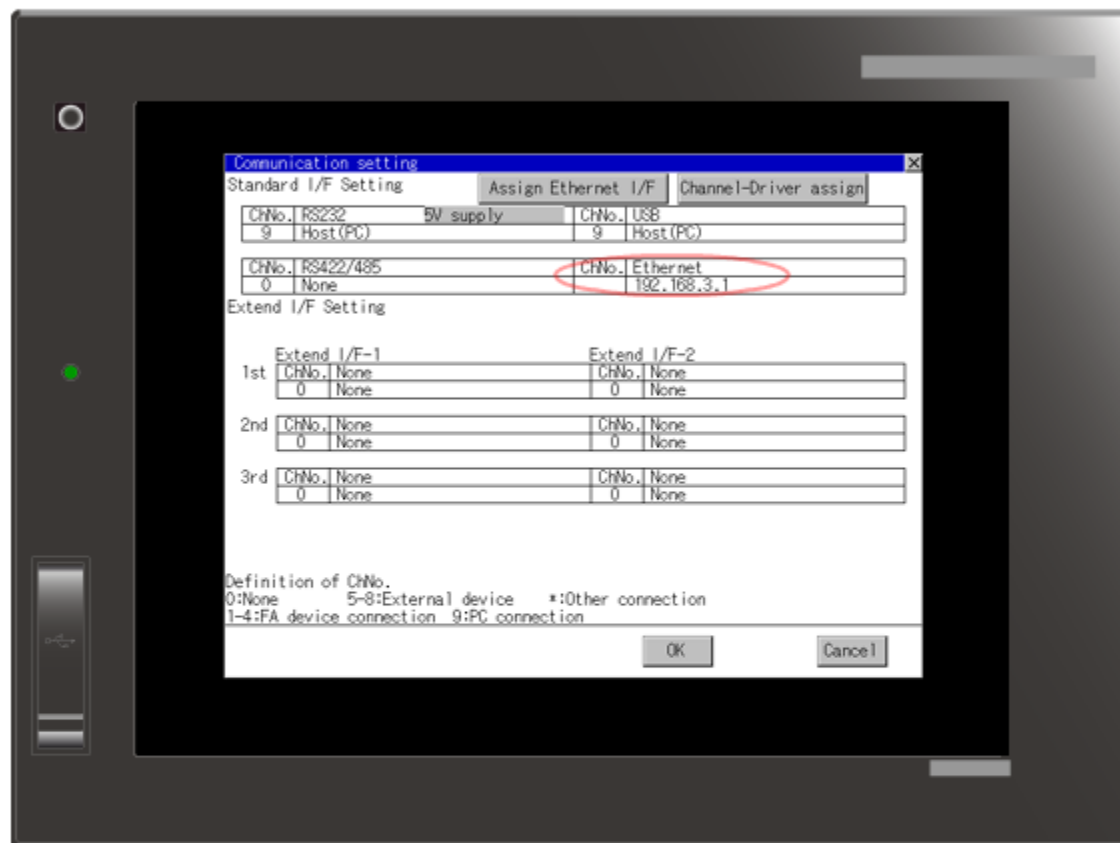 Communication setting
Standard I/F Setting Assign Ethernet I/F Channel-Driver assign
ChNo. RS232 5V supply ChNo. USB
9 Host(PC) 9 Host(PC)
ChNo. RS422/485 ChNo. Ethernet
0 None 192.168.3.1
Extend I/F Setting
Extend I/F-1 Extend I/F-2
1st ChNo. None ChNo. None
0 None 0 None
2nd ChNo. None ChNo. None
0 None 0 None
3rd ChNo. None ChNo. None
0 None 0 None
Definition of ChNo.
0:None 5-8:External device *:Other connection
1-4:FA device connection 9:PC connection
OK Cancel